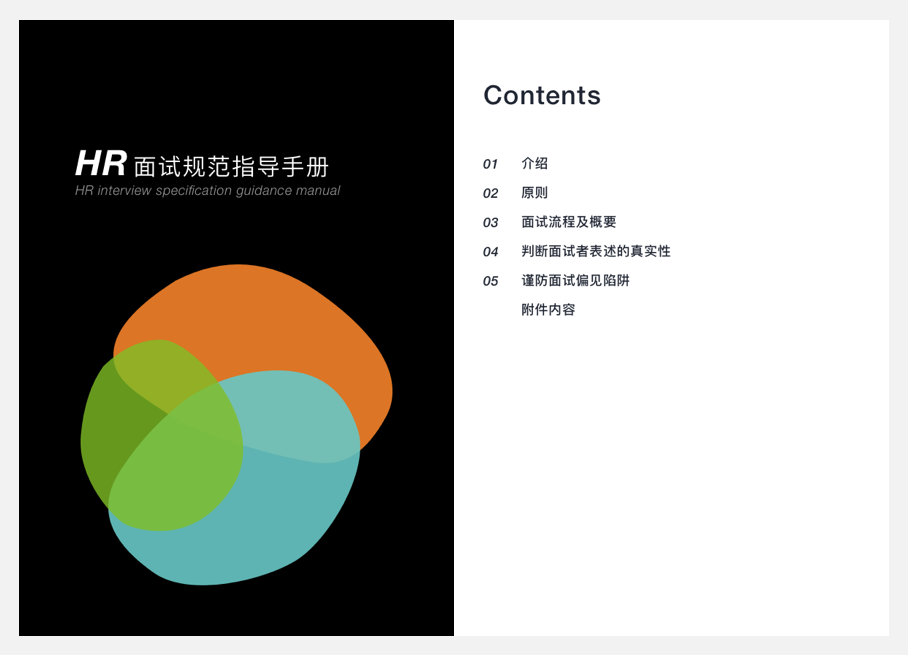 HR 面试规范指导手册
HR interview specification guidance manual
Contents
01 介绍
02 原则
03 面试流程及概要
04 判断面试者表述的真实性
05 谨防面试偏见陷阱
附件内容